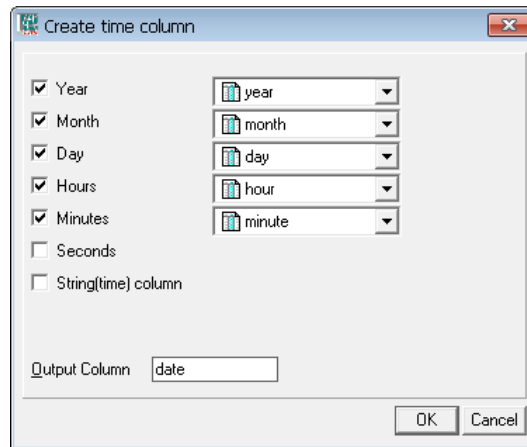 Create time column
Year year
Month month
Day day
Hours hour
Minutes minute
Seconds
String(time) column
Output Column date
OK Cancel